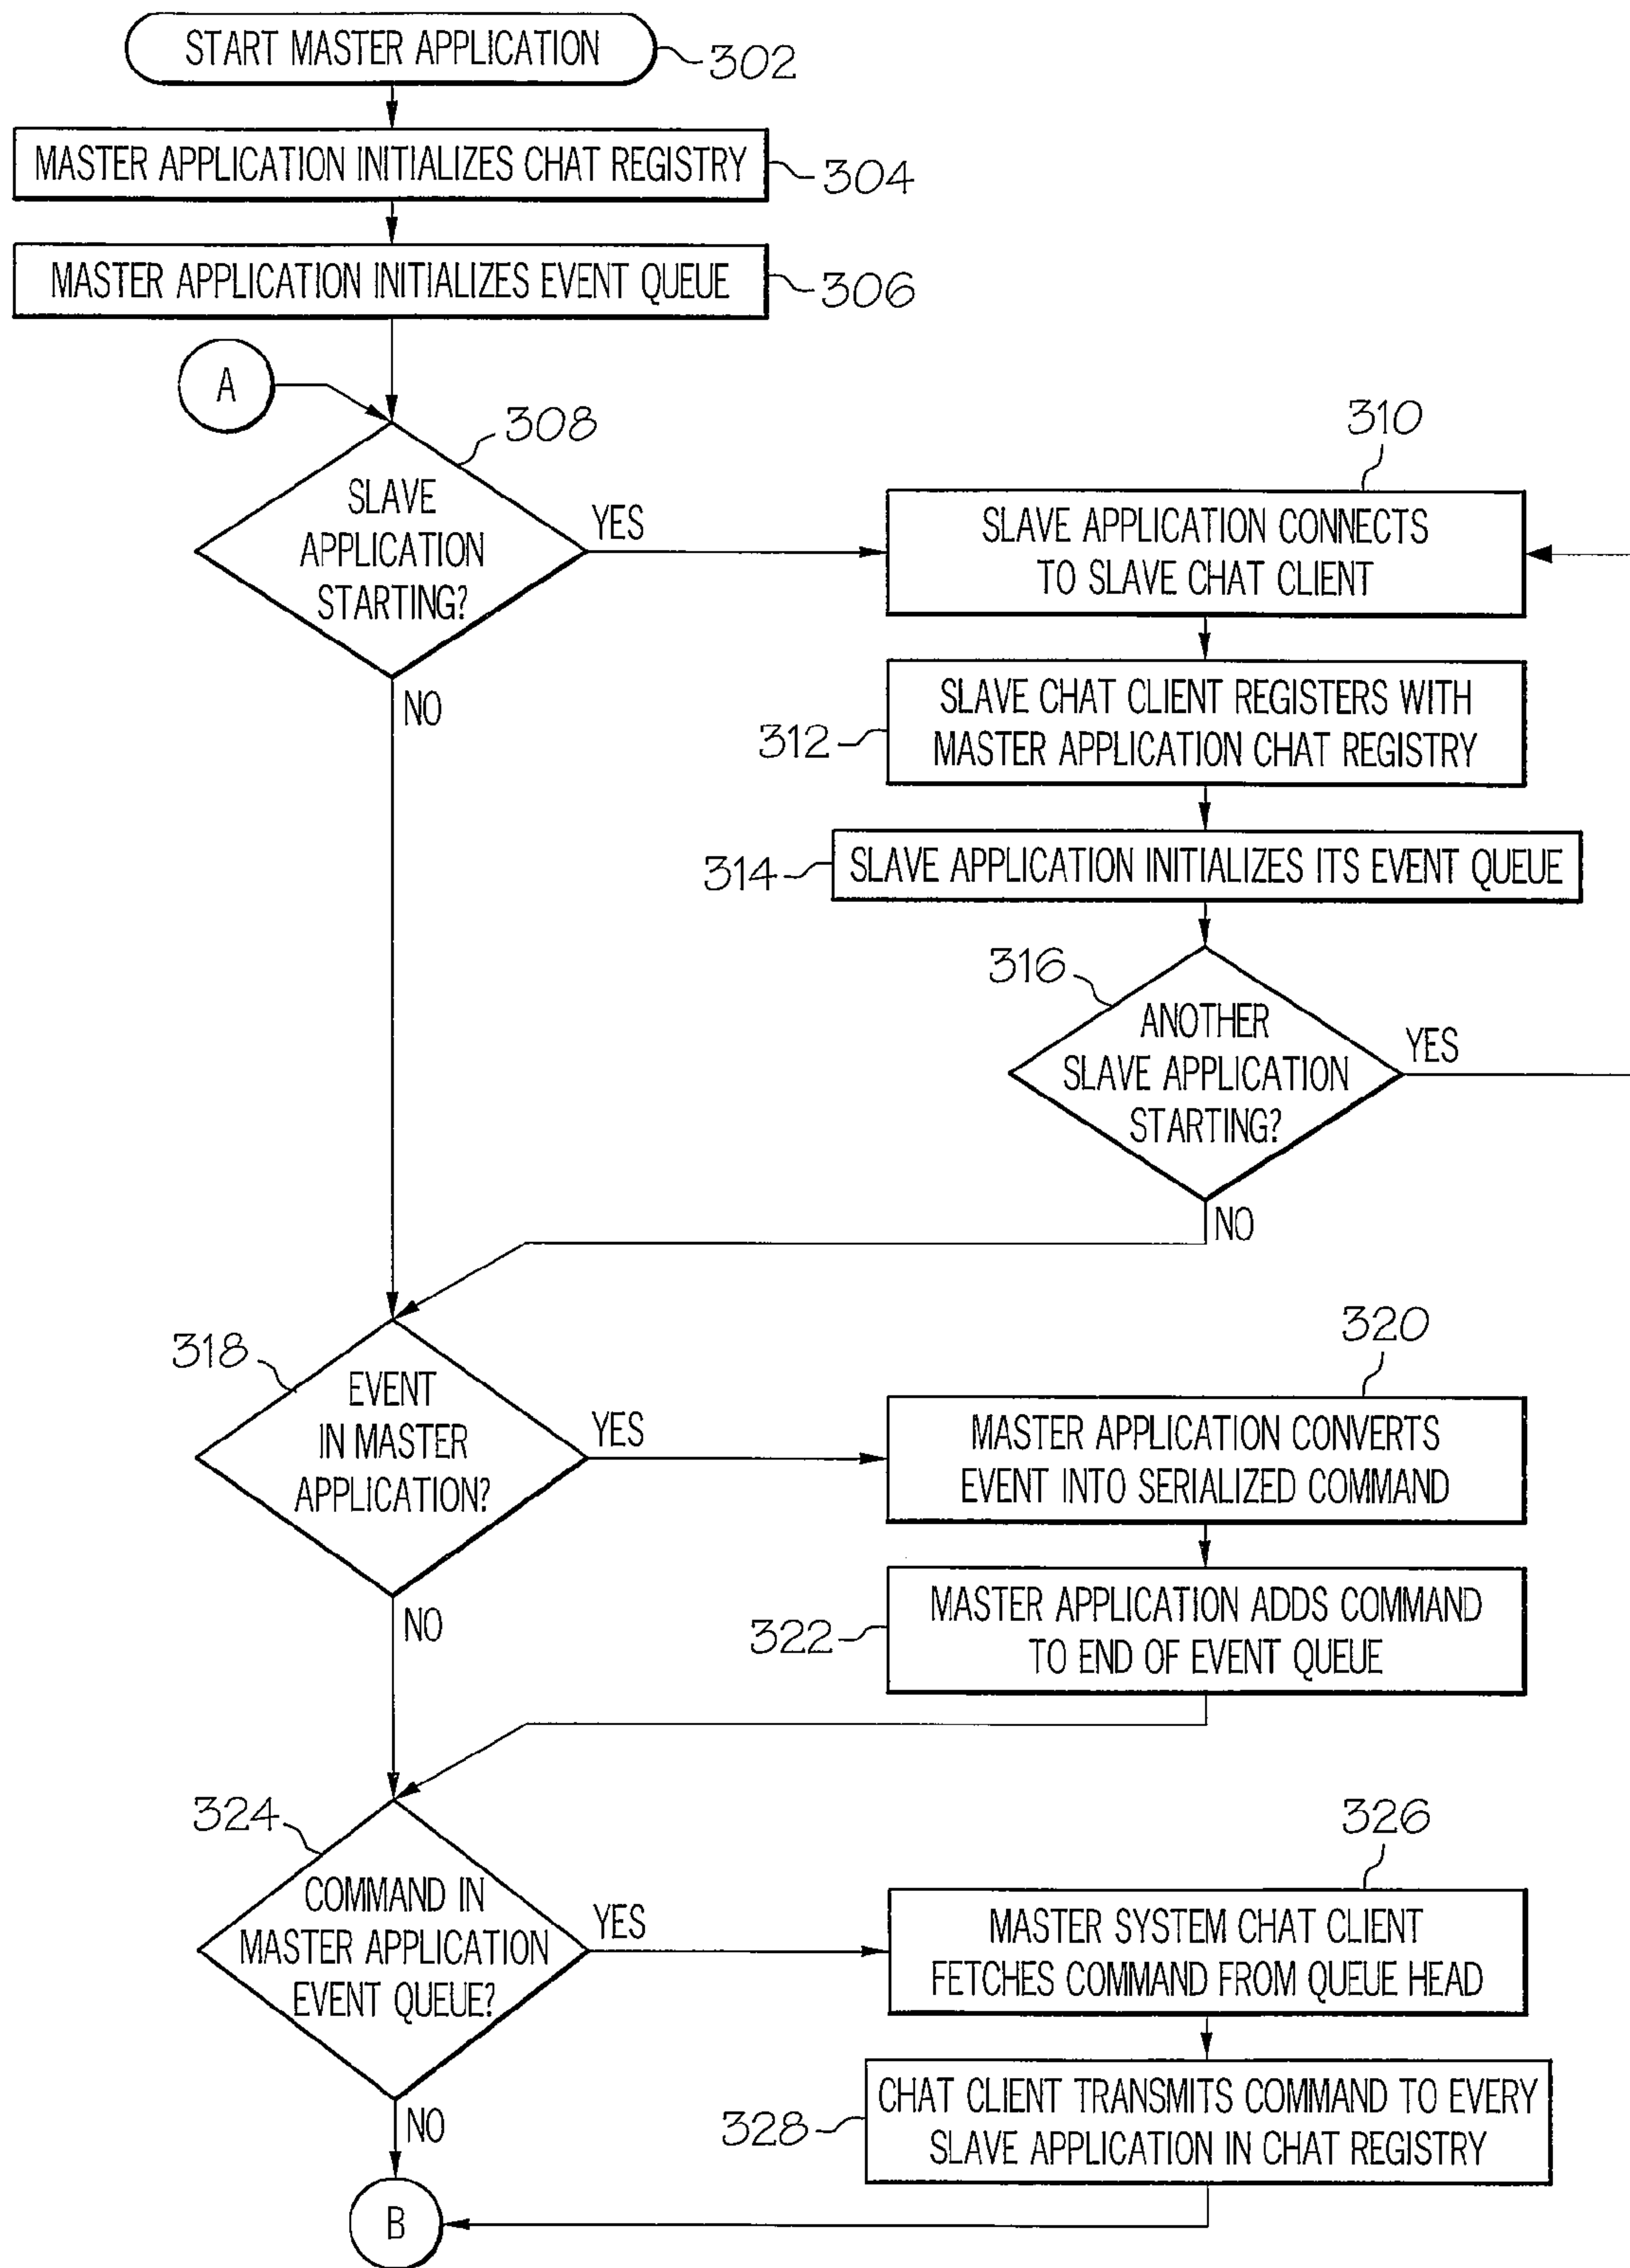 START MASTER APPLICATION
302
MASTER APPLICATION INITIALIZES CHAT REGISTRY
304
MASTER APPLICATION INITIALIZES EVENT QUEUE
306
A
308
SLAVE
APPLICATION
STARTING?
YES
NO
310
SLAVE APPLICATION CONNECTS
TO SLAVE CHAT CLIENT
312
SLAVE CHAT CLIENT REGISTERS WITH
MASTER APPLICATION CHAT REGISTRY
314
SLAVE APPLICATION INITIALIZES ITS EVENT QUEUE
316
ANOTHER
SLAVE APPLICATION
STARTING?
YES
NO
318
EVENT
IN MASTER
APPLICATION?
YES
NO
320
MASTER APPLICATION CONVERTS
EVENT INTO SERIALIZED COMMAND
322
MASTER APPLICATION ADDS COMMAND
TO END OF EVENT QUEUE
324
COMMAND IN
MASTER APPLICATION
EVENT QUEUE?
YES
NO
326
MASTER SYSTEM CHAT CLIENT
FETCHES COMMAND FROM QUEUE HEAD
328
CHAT CLIENT TRANSMITS COMMAND TO EVERY
SLAVE APPLICATION IN CHAT REGISTRY
B